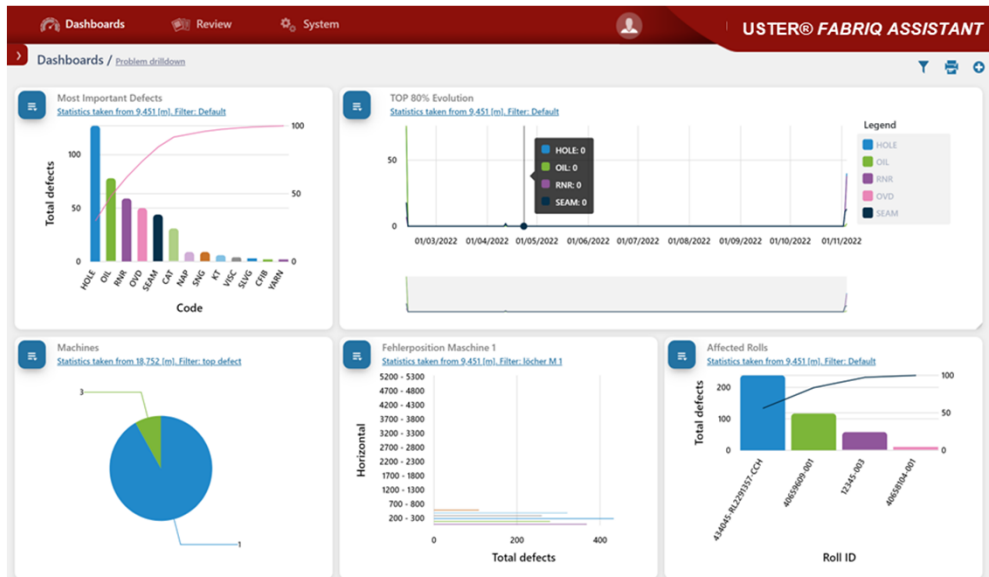 Dashboards
Review
System
USTER® FABRIQ ASSISTANT
Dashboards / Problem drilldown
Most Important Defects
Statistics taken from 9,451 [m]. Filter: Default
Total defects
100
50
0
100
50
0
HOLE
OIL
RNR
OVD
SEAM
CAT
NAP
SNG
KT
VISC
SLVG
CFIB
YARN
Code
TOP 80% Evolution
Statistics taken from 9,451 [m]. Filter: Default
50
0
HOLE: 0
OIL: 0
RNR: 0
SEAM: 0
01/03/2022
01/04/2022
01/05/2022
01/06/2022
01/07/2022
01/08/2022
01/09/2022
01/10/2022
01/11/2022
Legend
HOLE
OIL
RNR
OVD
SEAM
Machines
Statistics taken from 18,752 [m]. Filter: top defect
3
1
Fehlerposition Maschine 1
Statistics taken from 9,451 [m]. Filter: löcher M 1
Horizontal
5200 - 5300
4700 - 4800
4200 - 4300
3700 - 3800
3200 - 3300
2700 - 2800
2200 - 2300
1700 - 1800
1200 - 1300
700 - 800
200 - 300
0
200
400
Total defects
Affected Rolls
Statistics taken from 9,451 [m]. Filter: Default
Total defects
200
100
0
100
50
0
434045-RL2291357-CCH
40659609-001
12345-003
40658104-001
Roll ID